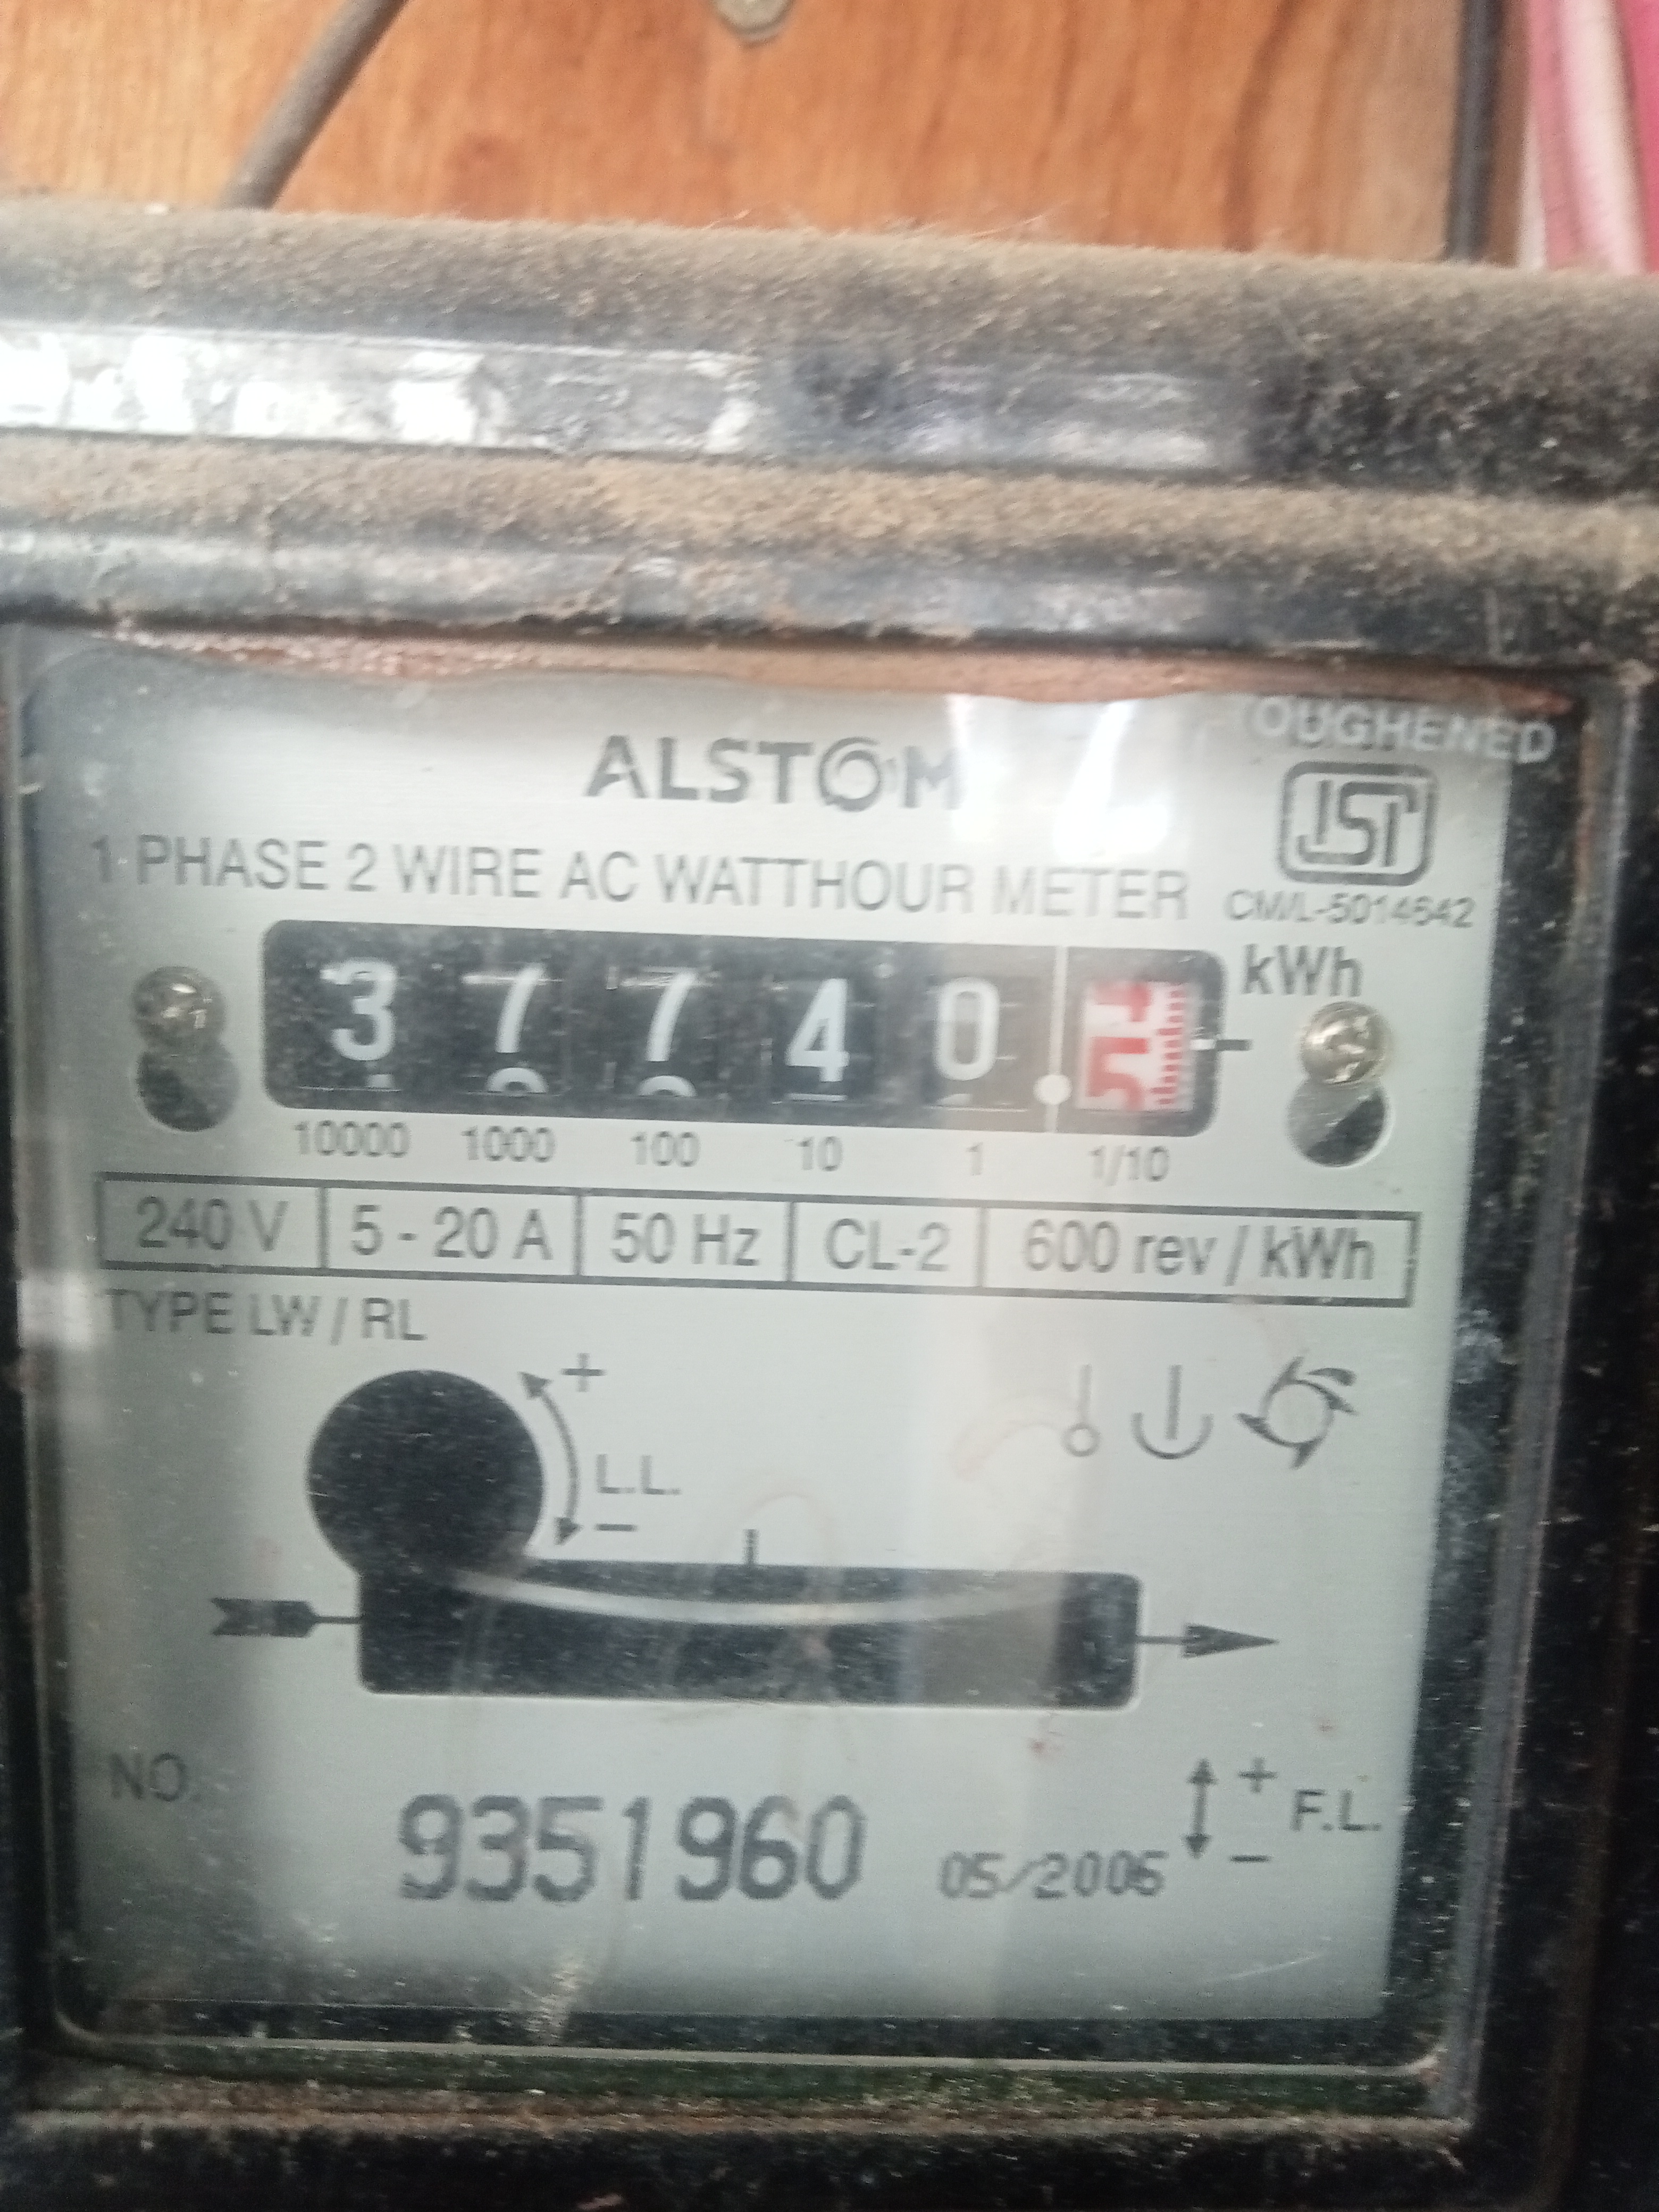 OUGHENED
ALSTOM
ISI
1 PHASE 2 WIRE AC WATTHOUR METER
CM/L-5014642
3 7 7 4 0
kWh
10000 1000 100 10 1 1/10
240 V 5 - 20 A 50 Hz CL-2 600 rev / kWh
TYPE LW / RL
+
L.L.
−
NO. 9351960 05/2006
+
F.L.
−